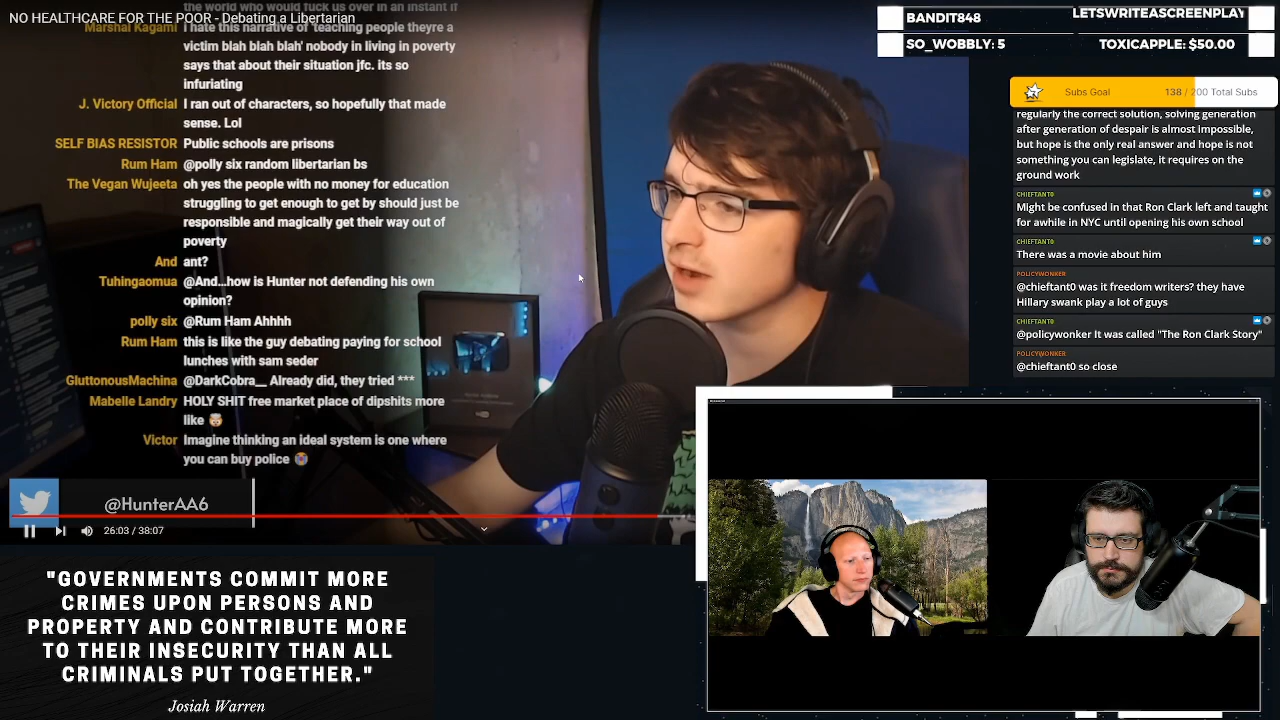 NO HEALTHCARE FOR THE POOR - Debating a Libertarian
the world who would fuck us over in an instant if
Marshal Kagami I hate this narrative of 'teaching people theyre a
victim blah blah blah' nobody in living in poverty
says that about their situation jfc. its so
infuriating
J. Victory Official I ran out of characters, so hopefully that made
sense. Lol
SELF BIAS RESISTOR Public schools are prisons
Rum Ham @polly six random libertarian bs
The Vegan Wujeeta oh yes the people with no money for education
struggling to get enough to get by should just be
responsible and magically get their way out of
poverty
And ant?
Tuhingaomua @And...how is Hunter not defending his own
opinion?
polly six @Rum Ham Ahhhh
Rum Ham this is like the guy debating paying for school
lunches with sam seder
GluttonousMachina @DarkCobra__ Already did, they tried ***
Mabelle Landry HOLY SHIT free market place of dipshits more
like 🤯
Victor Imagine thinking an ideal system is one where
you can buy police 😭
@HunterAA6
26:03 / 38:07
"GOVERNMENTS COMMIT MORE
CRIMES UPON PERSONS AND
PROPERTY AND CONTRIBUTE MORE
TO THEIR INSECURITY THAN ALL
CRIMINALS PUT TOGETHER."
Josiah Warren
BANDIT848
LETSWRITEASCREENPLAY
SO_WOBBLY: 5
TOXICAPPLE: $50.00
Subs Goal 138 / 200 Total Subs
regularly the correct solution, solving generation
after generation of despair is almost impossible,
but hope is the only real answer and hope is not
something you can legislate, it requires on the
ground work
CHIEFTANT0
Might be confused in that Ron Clark left and taught
for awhile in NYC until opening his own school
CHIEFTANT0
There was a movie about him
POLICYWONKER
@chieftant0 was it freedom writers? they have
Hillary swank play a lot of guys
CHIEFTANT0
@policywonker It was called "The Ron Clark Story"
POLICYWONKER
@chieftant0 so close